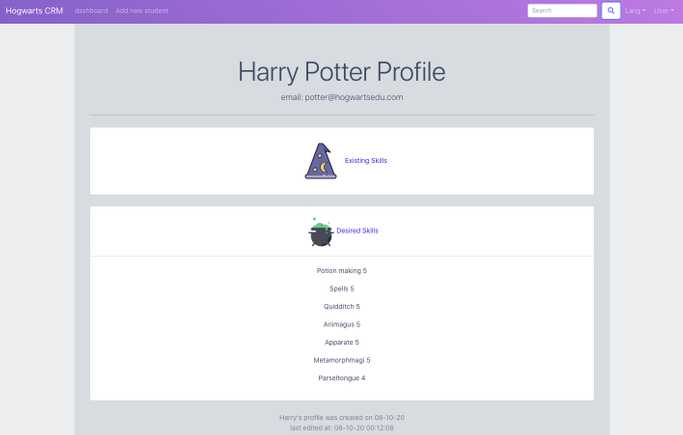 Hogwarts CRM dashboard Add new student Search Lang User
Harry Potter Profile
email: potter@hogwartsedu.com
Existing Skills
Desired Skills
Potion making 5
Spells 5
Quidditch 5
Animagus 5
Apparate 5
Metamorphmagi 5
Parseltongue 4
Harry's profile was created on 08-10-20
last edited at: 08-10-20 00:12:08